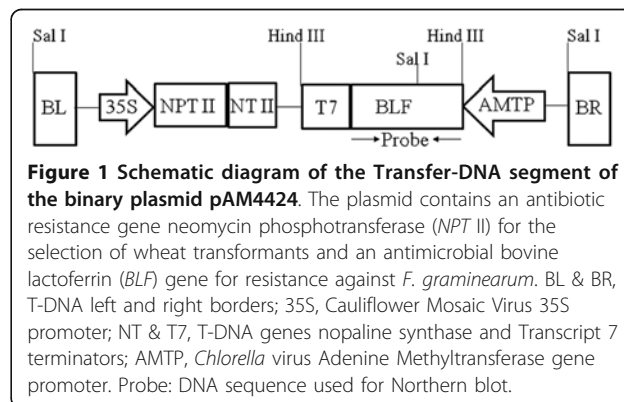 Sal I Hind III Hind III Sal I
Sal I
BL 35S NPT II NT II T7 BLF AMTP BR
Probe
Figure 1 Schematic diagram of the Transfer-DNA segment of
the binary plasmid pAM4424. The plasmid contains an antibiotic
resistance gene neomycin phosphotransferase (NPT II) for the
selection of wheat transformants and an antimicrobial bovine
lactoferrin (BLF) gene for resistance against F. graminearum. BL & BR,
T-DNA left and right borders; 35S, Cauliflower Mosaic Virus 35S
promoter; NT & T7, T-DNA genes nopaline synthase and Transcript 7
terminators; AMTP, Chlorella virus Adenine Methyltransferase gene
promoter. Probe: DNA sequence used for Northern blot.